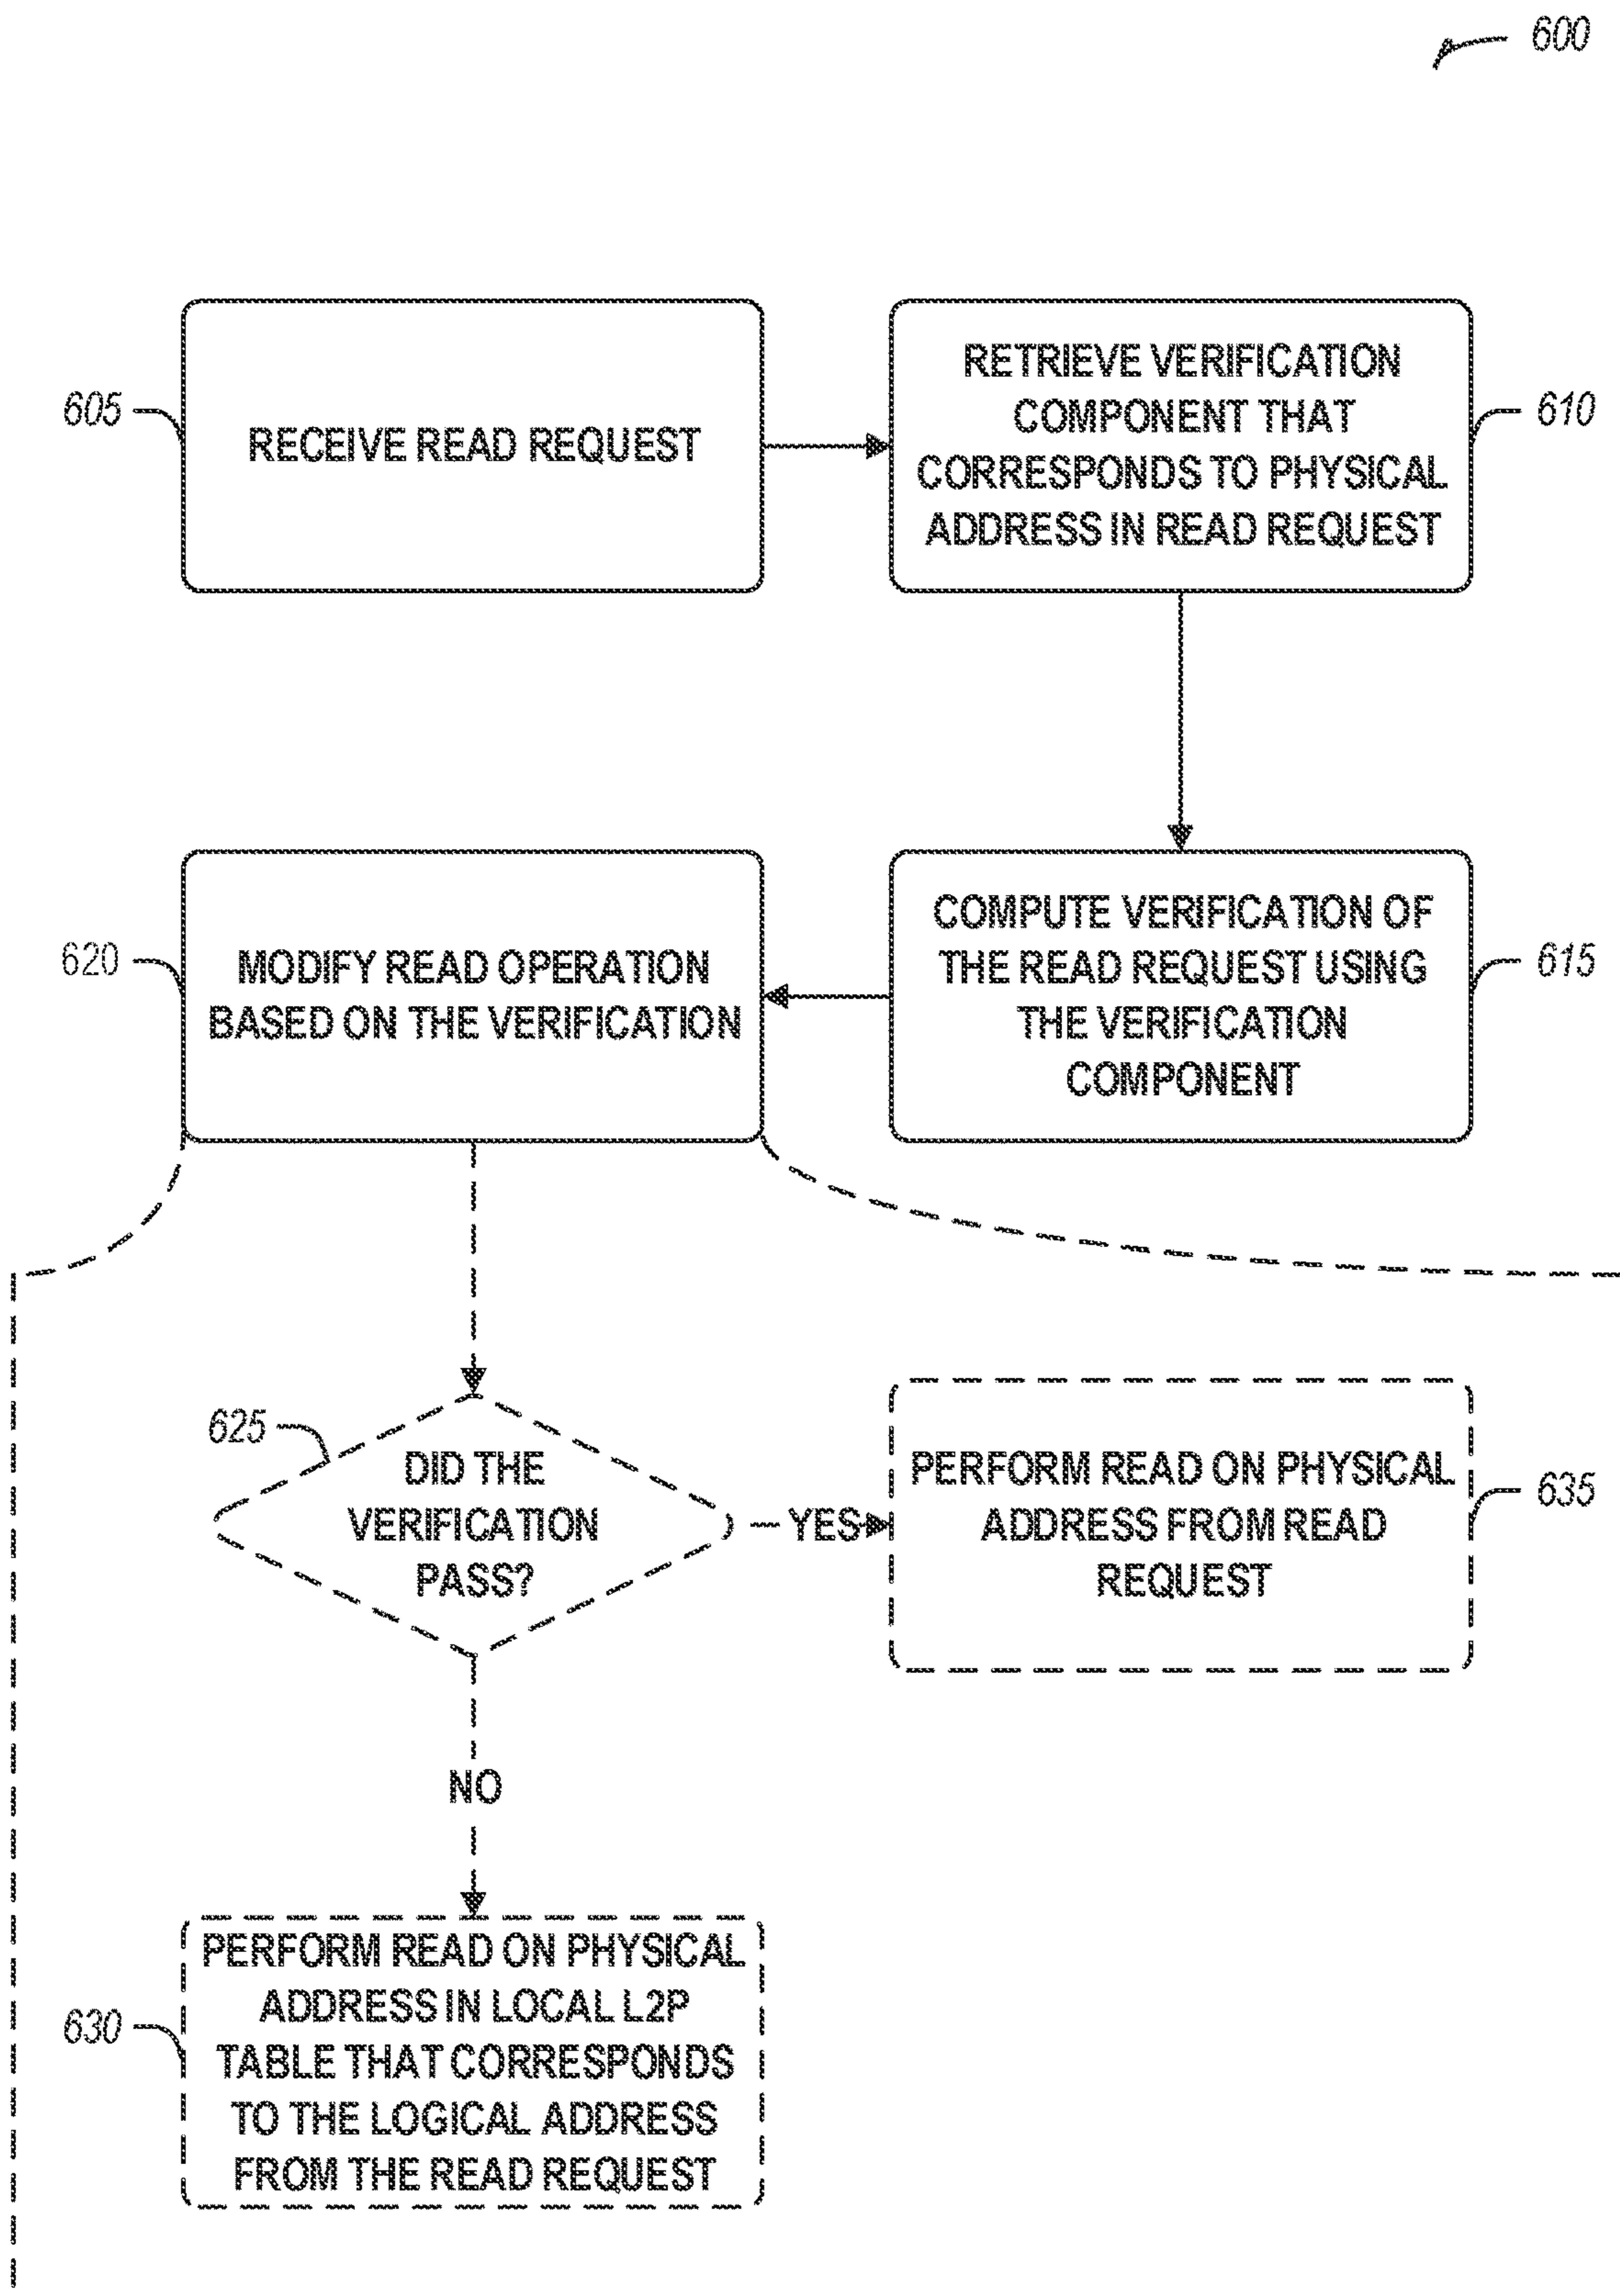 600
605
RECEIVE READ REQUEST
RETRIEVE VERIFICATION
COMPONENT THAT
CORRESPONDS TO PHYSICAL
ADDRESS IN READ REQUEST
610
620
MODIFY READ OPERATION
BASED ON THE VERIFICATION
COMPUTE VERIFICATION OF
THE READ REQUEST USING
THE VERIFICATION
COMPONENT
615
625
DID THE
VERIFICATION
PASS?
YES
PERFORM READ ON PHYSICAL
ADDRESS FROM READ
REQUEST
635
NO
630
PERFORM READ ON PHYSICAL
ADDRESS IN LOCAL L2P
TABLE THAT CORRESPONDS
TO THE LOGICAL ADDRESS
FROM THE READ REQUEST